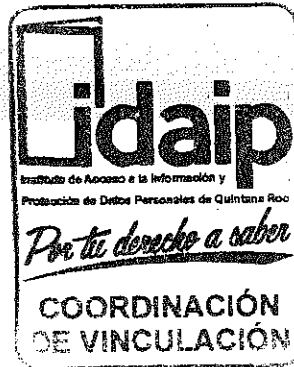 idaip
Instituto de Acceso a la Información y
Protección de Datos Personales de Quintana Roo
Por tu derecho a saber
COORDINACIÓN
DE VINCULACIÓN